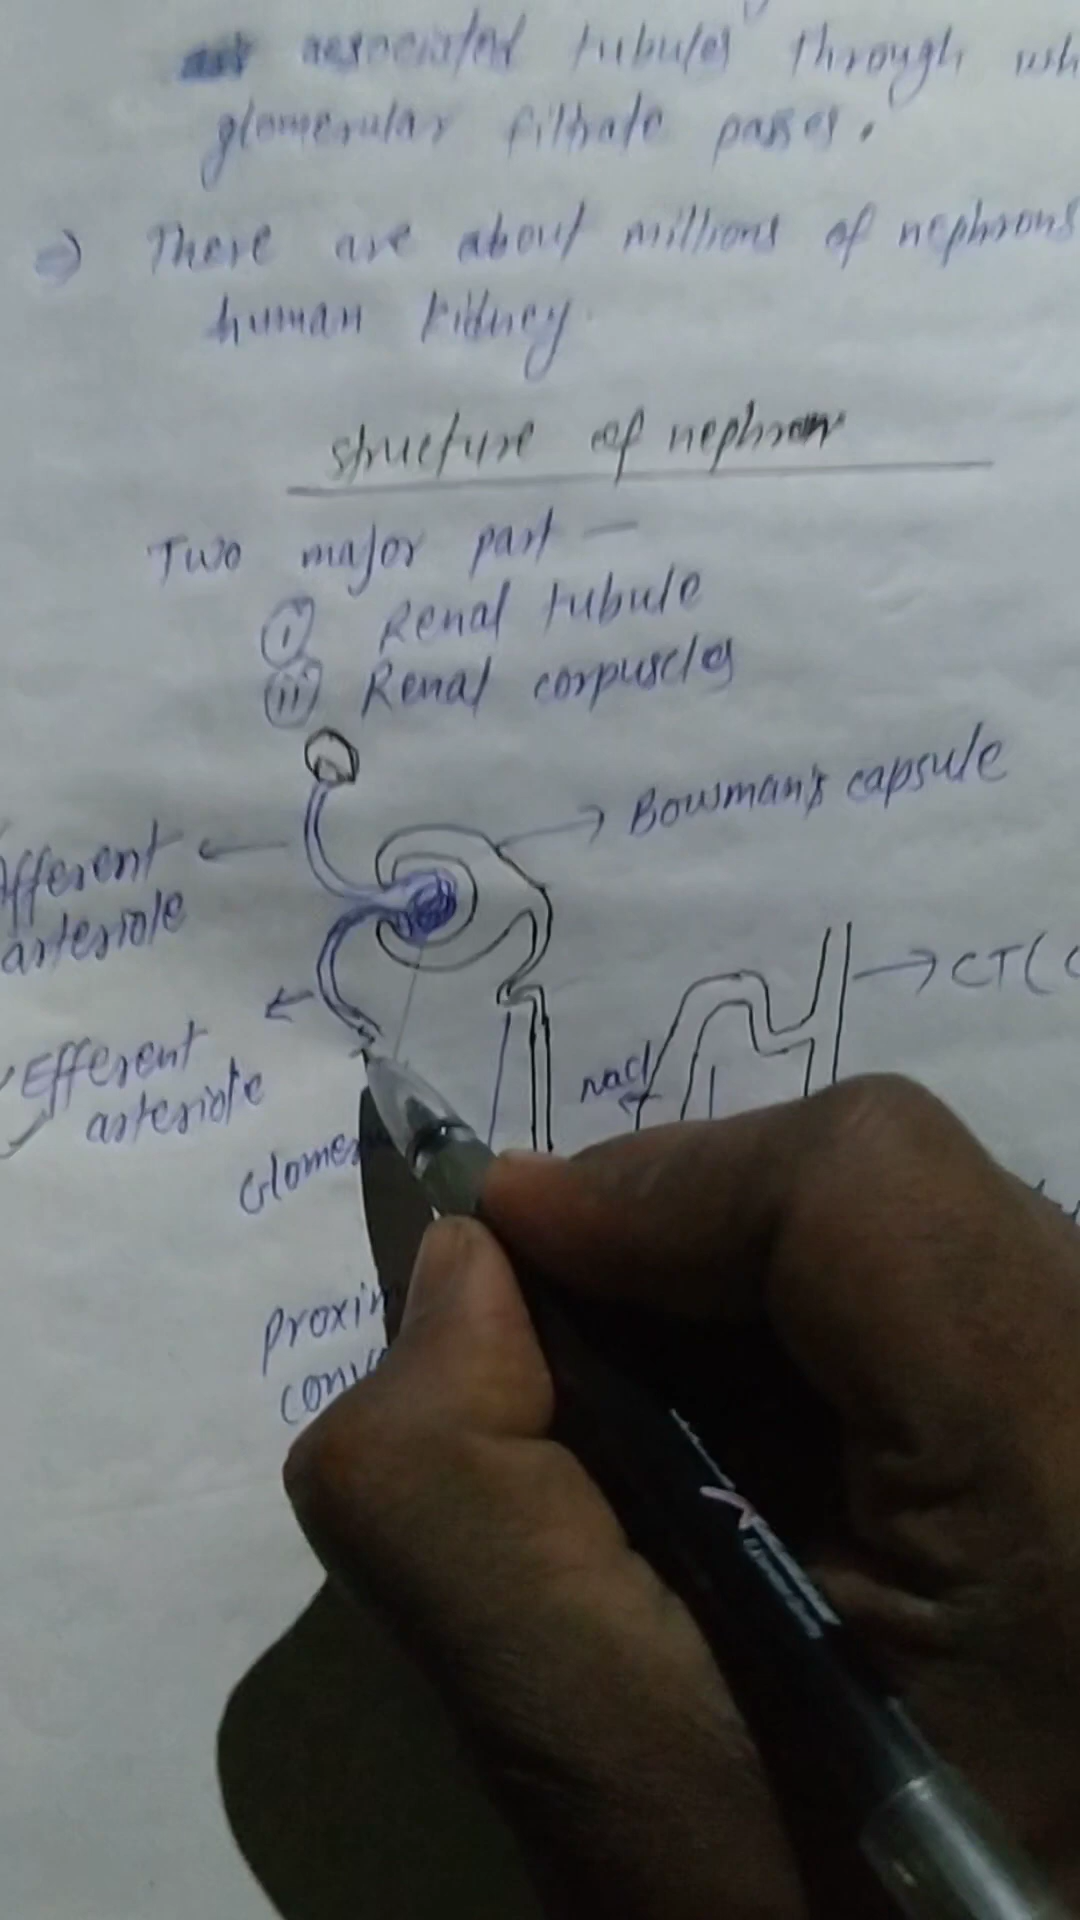 associated tubules through wh
glomerular filtrate passes.
⇒ There are about millions of nephrons
human kidney.
structure of nephron
Two major part —
(i) Renal tubule
(ii) Renal corpuscles
→ Bowman's capsule
fferent ←
arteriole
→ CT(
← Efferent
arteriole
nacl
Glome
proxim
conv